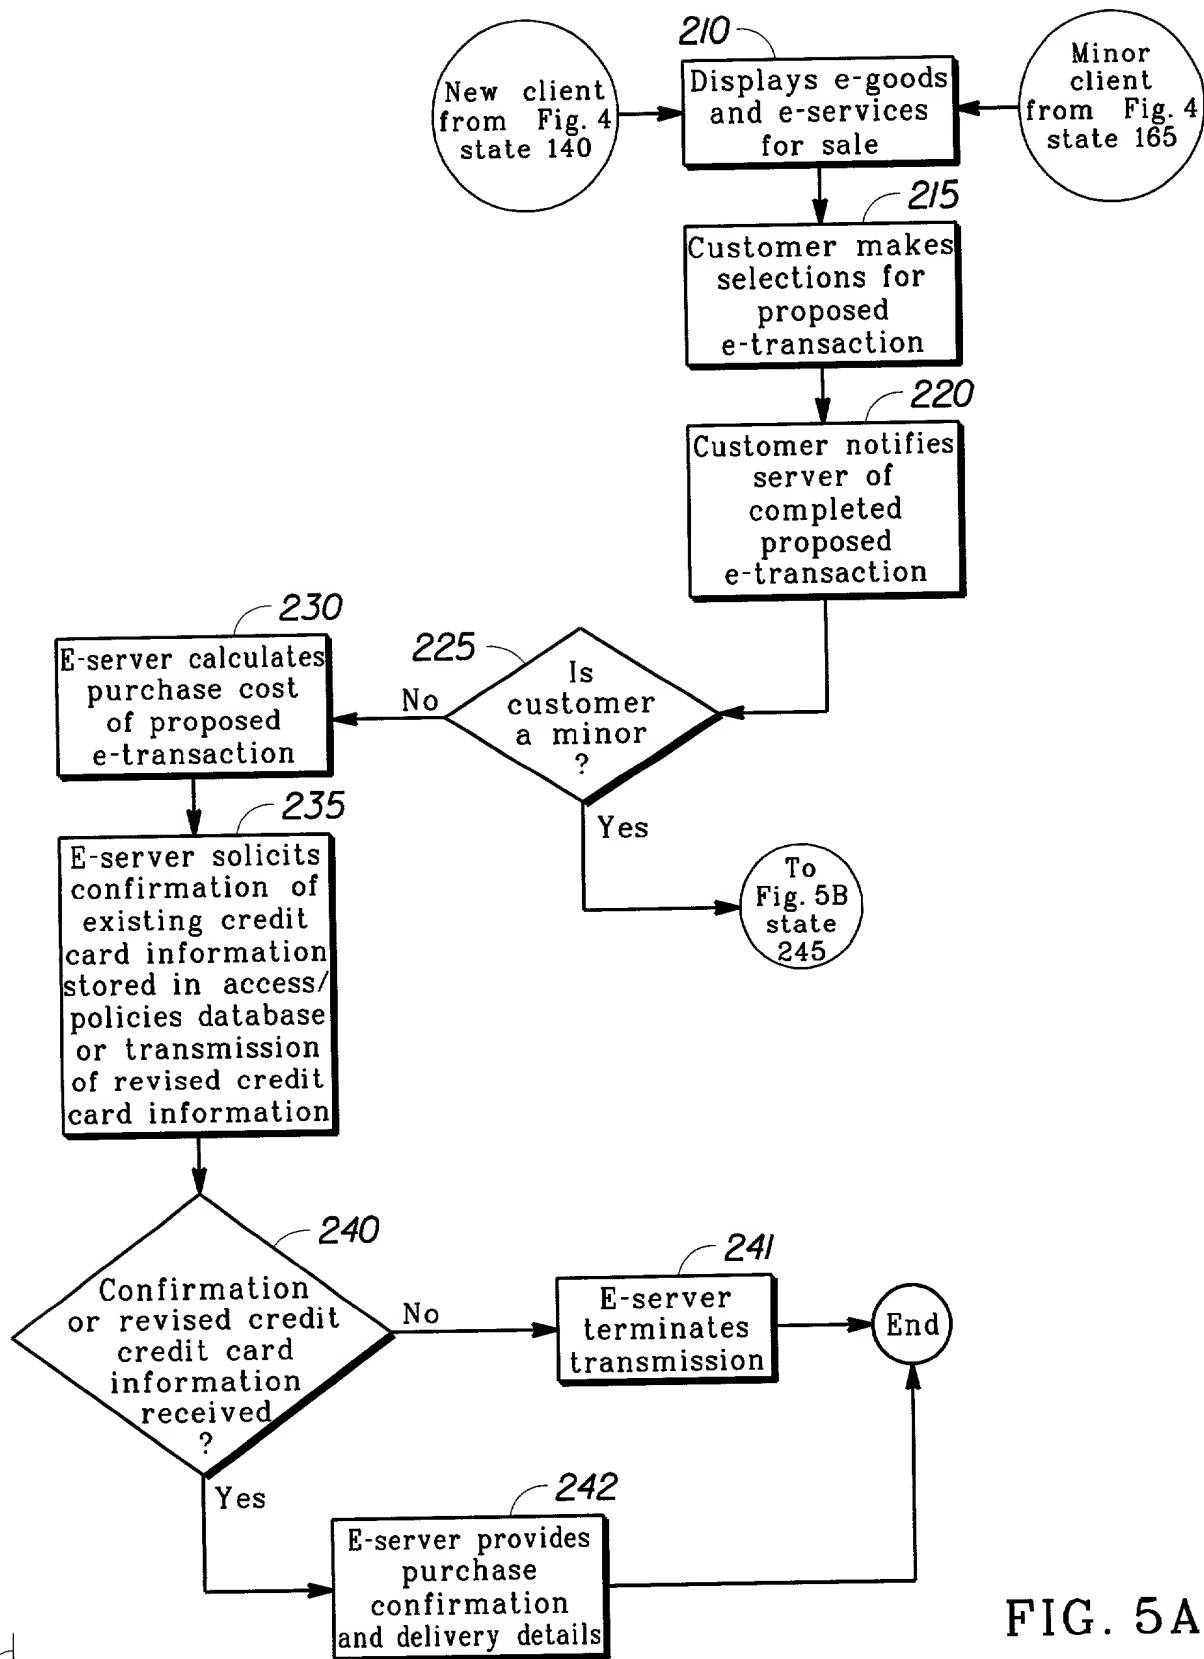 210
New client
from Fig. 4
state 140
Displays e-goods
and e-services
for sale
Minor
client
from Fig. 4
state 165
215
Customer makes
selections for
proposed
e-transaction
220
Customer notifies
server of
completed
proposed
e-transaction
230
E-server calculates
purchase cost
of proposed
e-transaction
No
225
Is
customer
a minor
?
Yes
To
Fig. 5B
state
245
235
E-server solicits
confirmation of
existing credit
card information
stored in access/
policies database
or transmission
of revised credit
card information
240
Confirmation
or revised credit
credit card
information
received
?
No
241
E-server
terminates
transmission
End
Yes
242
E-server provides
purchase
confirmation
and delivery details
FIG. 5A